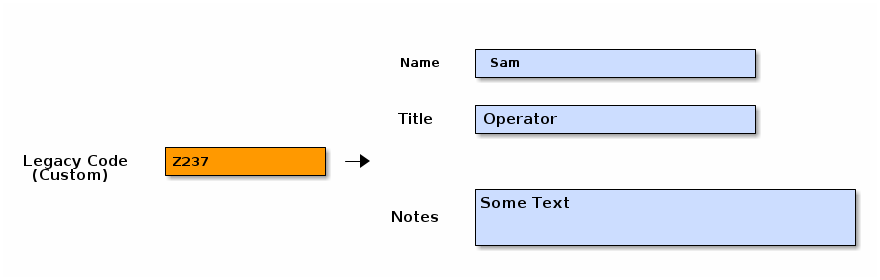 Name
Sam
Title
Operator
Legacy Code
(Custom)
Z237
Notes
Some Text